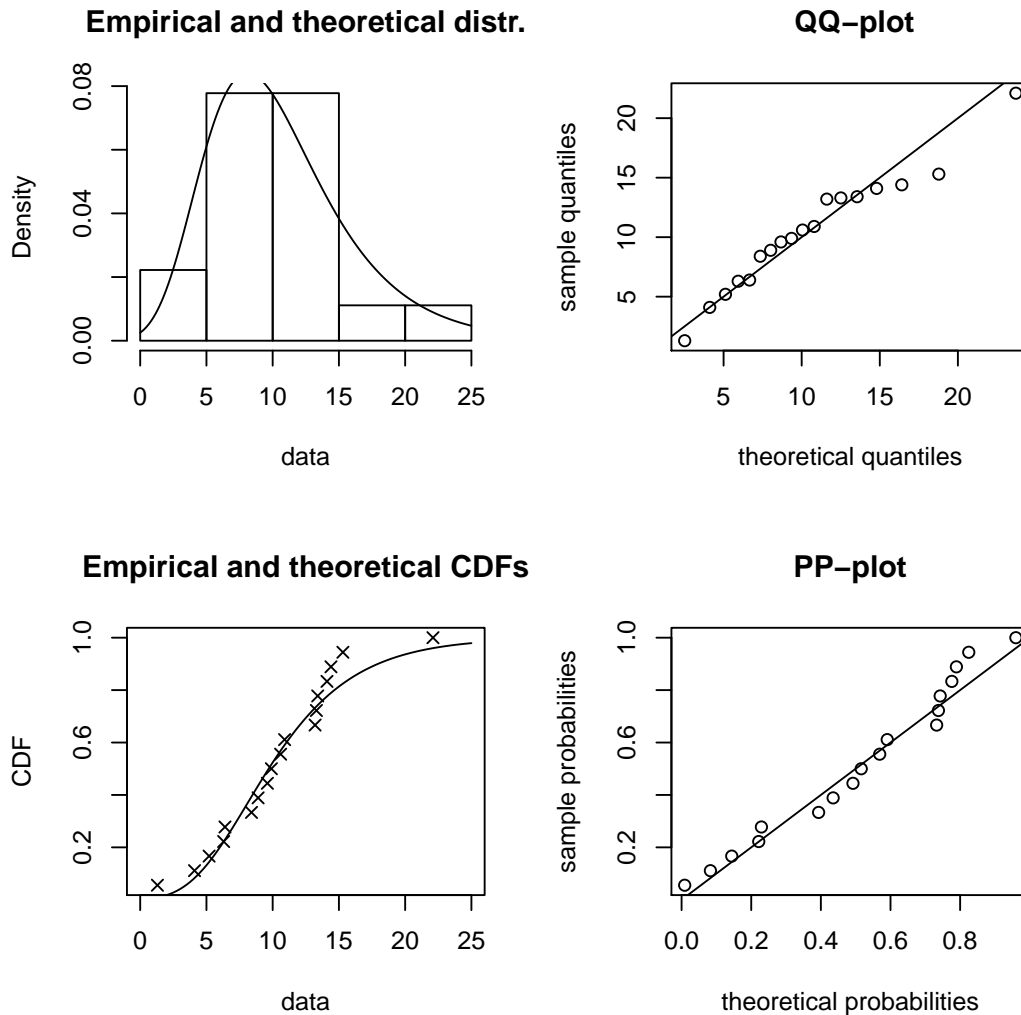 Empirical and theoretical distr.
Density
0.00
0.04
0.08
0
5
10
15
20
25
data
QQ−plot
sample quantiles
5
10
15
20
5
10
15
20
theoretical quantiles
Empirical and theoretical CDFs
CDF
0.2
0.6
1.0
0
5
10
15
20
25
data
PP−plot
sample probabilities
0.2
0.6
1.0
0.0
0.2
0.4
0.6
0.8
theoretical probabilities